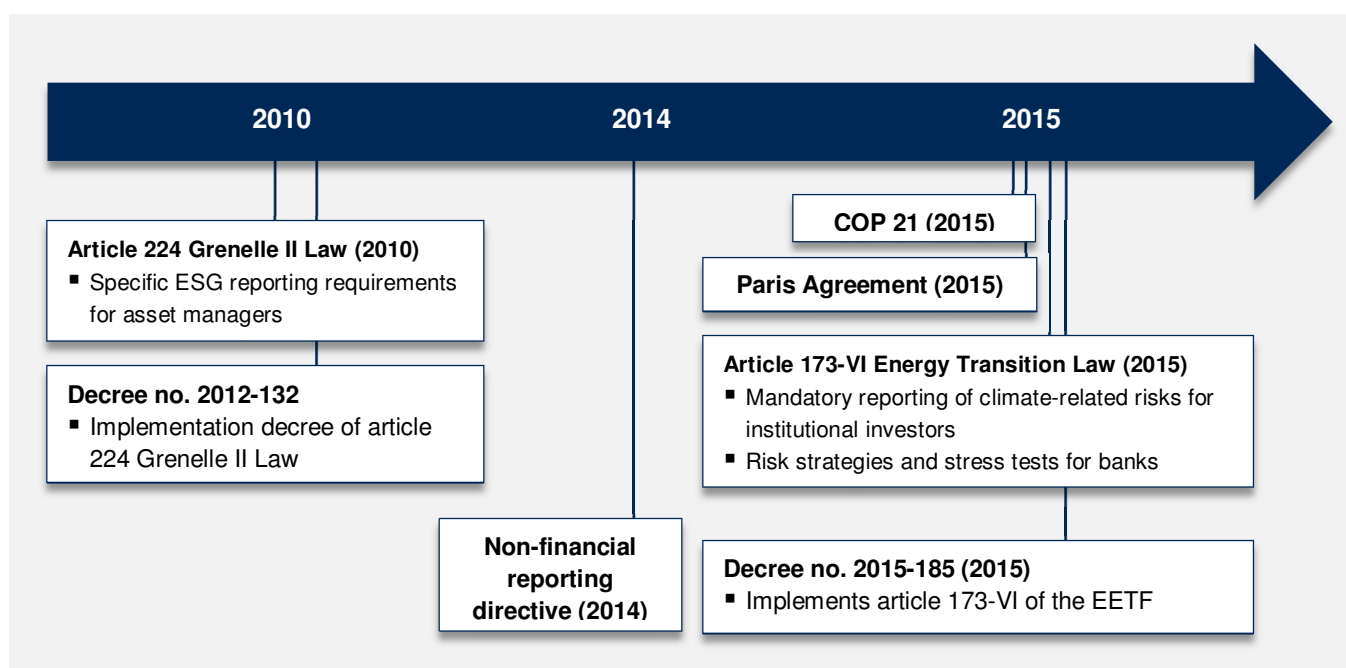 2010 2014 2015
Article 224 Grenelle II Law (2010)
▪ Specific ESG reporting requirements
for asset managers
Decree no. 2012-132
▪ Implementation decree of article
224 Grenelle II Law
Non-financial
reporting
directive (2014)
COP 21 (2015)
Paris Agreement (2015)
Article 173-VI Energy Transition Law (2015)
▪ Mandatory reporting of climate-related risks for
institutional investors
▪ Risk strategies and stress tests for banks
Decree no. 2015-185 (2015)
▪ Implements article 173-VI of the EETF